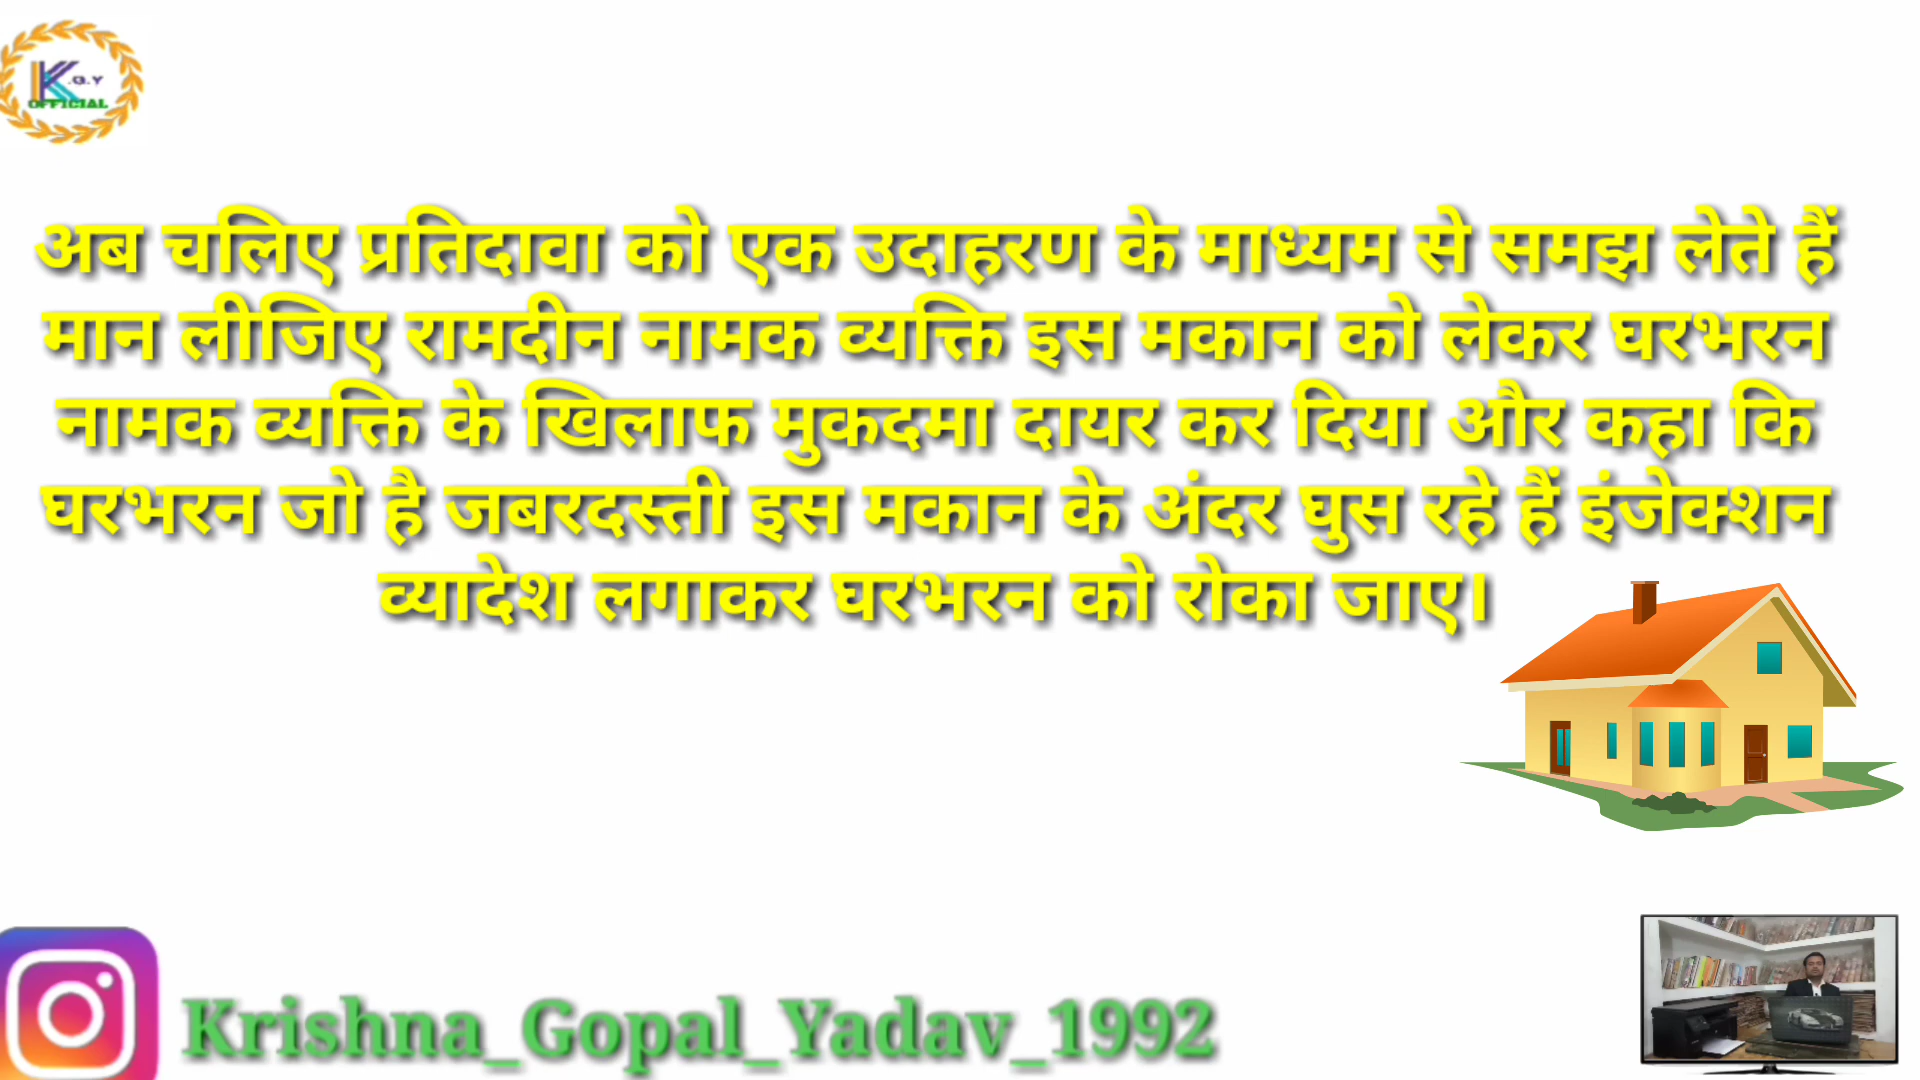 K.G.Y
OFFICIAL
अब चलिए प्रतिदावा को एक उदाहरण के माध्यम से समझ लेते हैं
मान लीजिए रामदीन नामक व्यक्ति इस मकान को लेकर घरभरन
नामक व्यक्ति के खिलाफ मुकदमा दायर कर दिया और कहा कि
घरभरन जो है जबरदस्ती इस मकान के अंदर घुस रहे हैं इंजेक्शन
व्यादेश लगाकर घरभरन को रोका जाए।
Krishna_Gopal_Yadav_1992